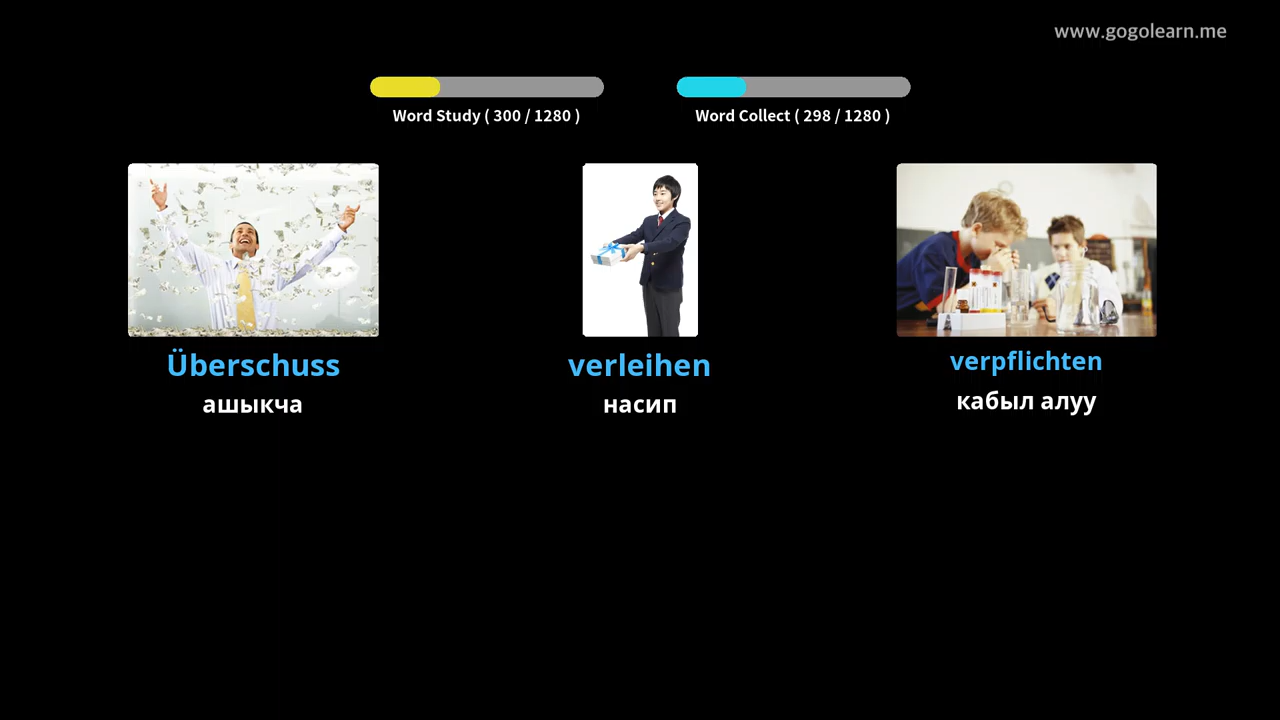 www.gogolearn.me
Word Study ( 300 / 1280 )
Word Collect ( 298 / 1280 )
Überschuss
ашыкча
verleihen
насип
verpflichten
кабыл алуу